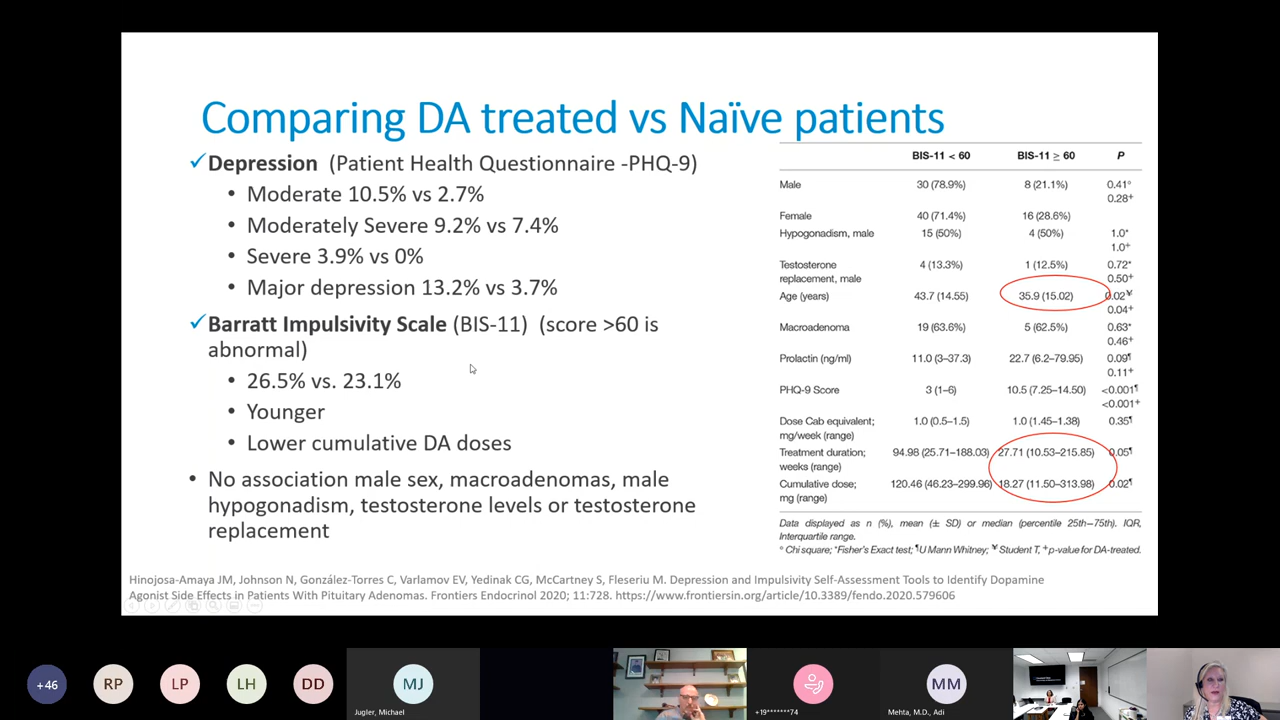 Comparing DA treated vs Naïve patients
✓Depression (Patient Health Questionnaire -PHQ-9)
• Moderate 10.5% vs 2.7%
• Moderately Severe 9.2% vs 7.4%
• Severe 3.9% vs 0%
• Major depression 13.2% vs 3.7%
✓Barratt Impulsivity Scale (BIS-11) (score >60 is
abnormal)
• 26.5% vs. 23.1%
• Younger
• Lower cumulative DA doses
• No association male sex, macroadenomas, male
hypogonadism, testosterone levels or testosterone
replacement
BIS-11 < 60 BIS-11 ≥ 60 P
Male 30 (78.9%) 8 (21.1%) 0.41°
0.28+
Female 40 (71.4%) 16 (28.6%)
Hypogonadism, male 15 (50%) 4 (50%) 1.0*
1.0+
Testosterone 4 (13.3%) 1 (12.5%) 0.72*
replacement, male 0.50+
Age (years) 43.7 (14.55) 35.9 (15.02) 0.02¥
0.04+
Macroadenoma 19 (63.6%) 5 (62.5%) 0.63*
0.46+
Prolactin (ng/ml) 11.0 (3–37.3) 22.7 (6.2–79.95) 0.09¶
0.11+
PHQ-9 Score 3 (1–6) 10.5 (7.25–14.50) <0.001¶
<0.001+
Dose Cab equivalent; 1.0 (0.5–1.5) 1.0 (1.45–1.38) 0.35¶
mg/week (range)
Treatment duration; 94.98 (25.71–188.03) 27.71 (10.53–215.85) 0.05¶
weeks (range)
Cumulative dose; 120.46 (46.23–299.96) 18.27 (11.50–313.98) 0.02¶
mg (range)
Data displayed as n (%), mean (± SD) or median (percentile 25th–75th). IQR,
Interquartile range.
° Chi square; *Fisher's Exact test; ¶U Mann Whitney; ¥ Student T, +p-value for DA-treated.
Hinojosa-Amaya JM, Johnson N, González-Torres C, Varlamov EV, Yedinak CG, McCartney S, Fleseriu M. Depression and Impulsivity Self-Assessment Tools to Identify Dopamine
Agonist Side Effects in Patients With Pituitary Adenomas. Frontiers Endocrinol 2020; 11:728. https://www.frontiersin.org/article/10.3389/fendo.2020.579606
+46 RP LP LH DD MJ MM
Jugler, Michael +19*******74 Mehta, M.D., Adi